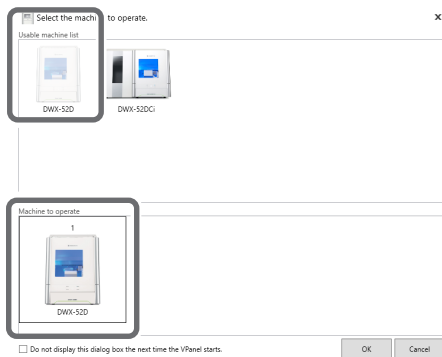 Select the machi to operate.
x
Usable machine list
DWX-52D
DWX-52DCi
Machine to operate
1
DWX-52D
Do not display this dialog box the next time the VPanel starts.
OK
Cancel